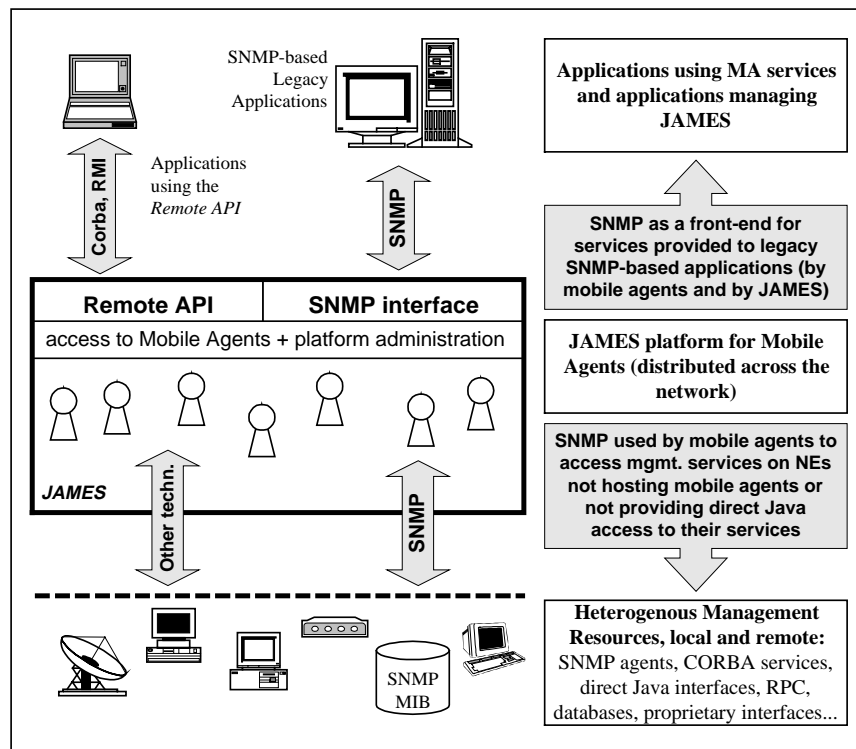 SNMP-based
Legacy
Applications
Corba, RMI
Applications
using the
Remote API
SNMP
Remote API
SNMP interface
access to Mobile Agents + platform administration
JAMES
Other techn.
SNMP
SNMP
MIB
Applications using MA services
and applications managing
JAMES
SNMP as a front-end for
services provided to legacy
SNMP-based applications (by
mobile agents and by JAMES)
JAMES platform for Mobile
Agents (distributed across the
network)
SNMP used by mobile agents to
access mgmt. services on NEs
not hosting mobile agents or
not providing direct Java
access to their services
Heterogenous Management
Resources, local and remote:
SNMP agents, CORBA services,
direct Java interfaces, RPC,
databases, proprietary interfaces...